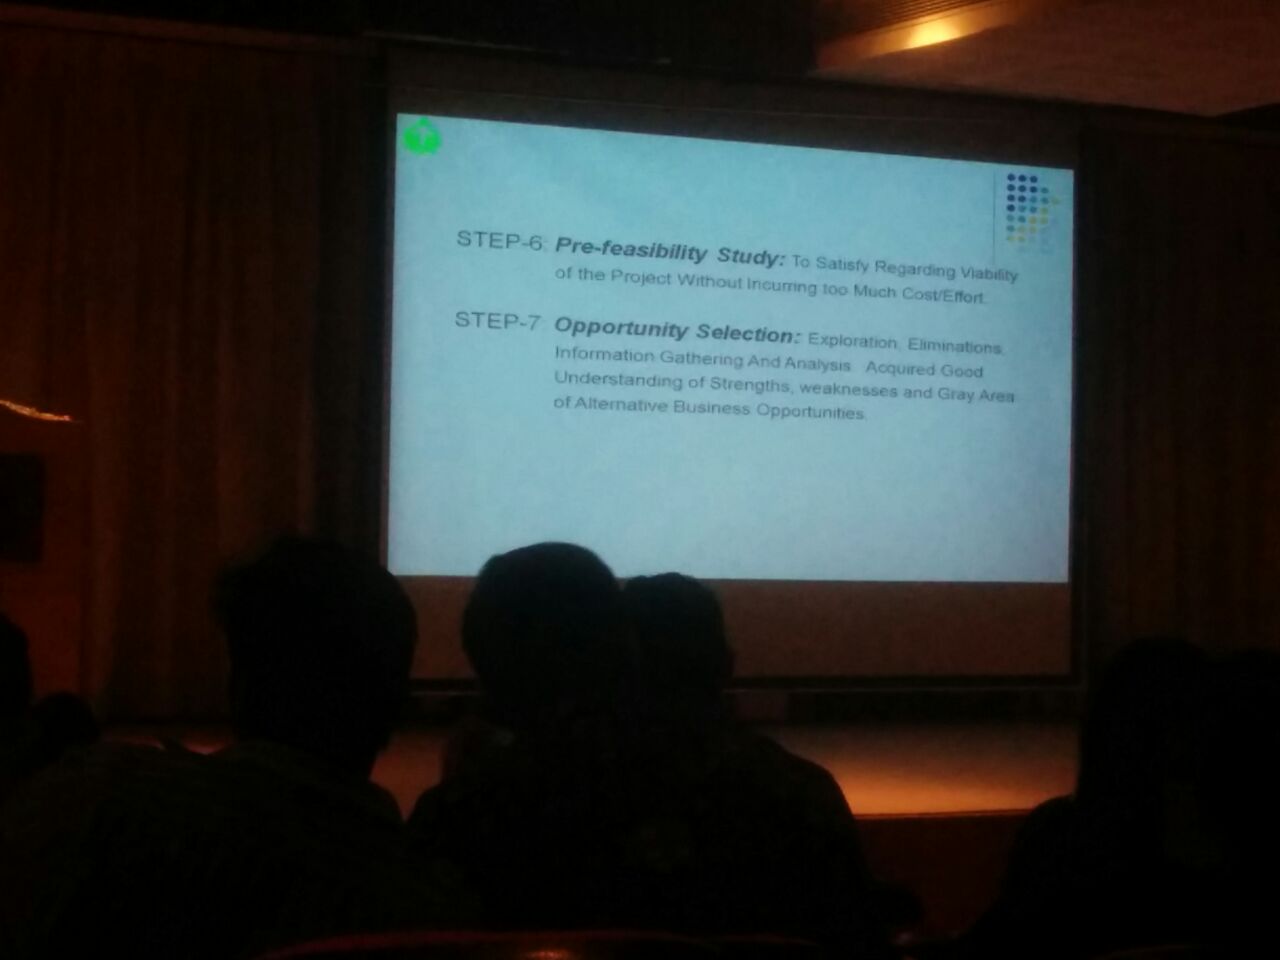 STEP-6: Pre-feasibility Study: To Satisfy Regarding Viability
of the Project Without Incurring too Much Cost/Effort.
STEP-7: Opportunity Selection: Exploration, Eliminations,
Information Gathering And Analysis. Acquired Good
Understanding of Strengths, weaknesses and Gray Area
of Alternative Business Opportunities.